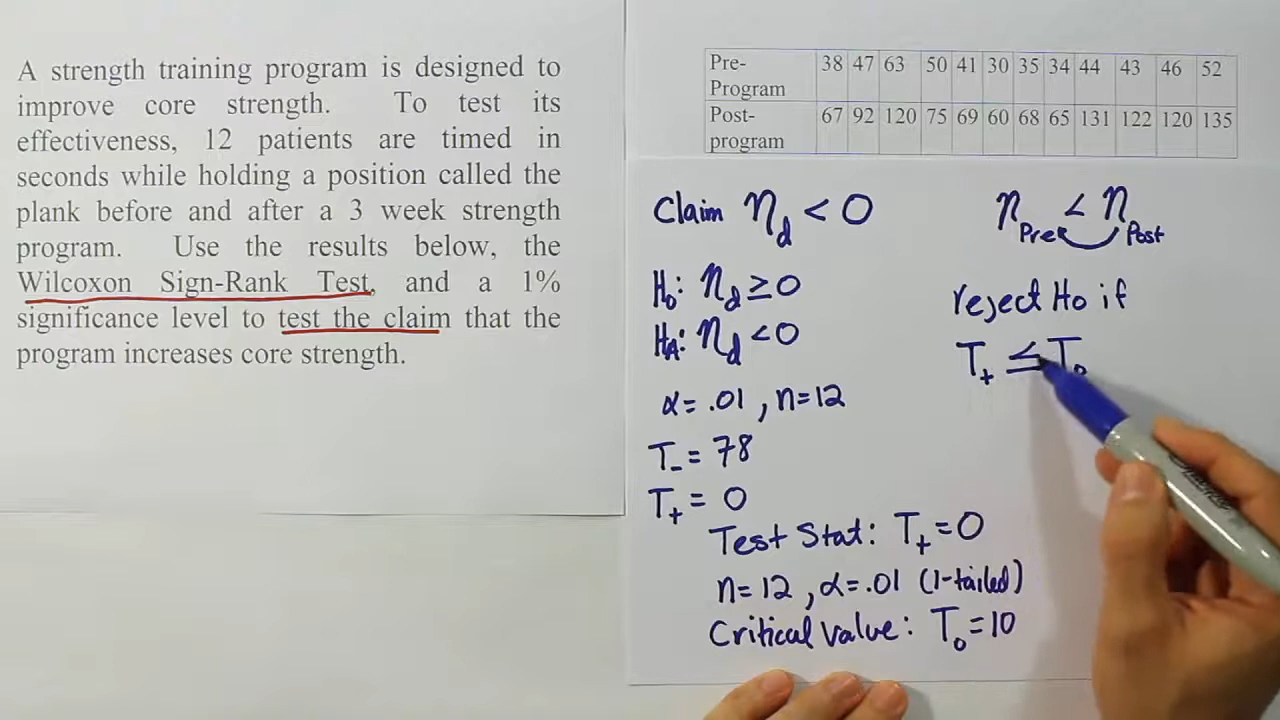 A strength training program is designed to
improve core strength. To test its
effectiveness, 12 patients are timed in
seconds while holding a position called the
plank before and after a 3 week strength
program. Use the results below, the
Wilcoxon Sign-Rank Test, and a 1%
significance level to test the claim that the
program increases core strength.
Pre-
Program 38 47 63 50 41 30 35 34 44 43 46 52
Post-
program 67 92 120 75 69 60 68 65 131 122 120 135
Claim η_d < 0
η_Pre < η_Post
H₀: η_d ≥ 0
H_A: η_d < 0
α = .01 , n = 12
T₋ = 78
T₊ = 0
reject H₀ if
T₊ ≤ T₀
Test Stat: T₊ = 0
n = 12 , α = .01 (1-tailed)
Critical Value: T₀ = 10